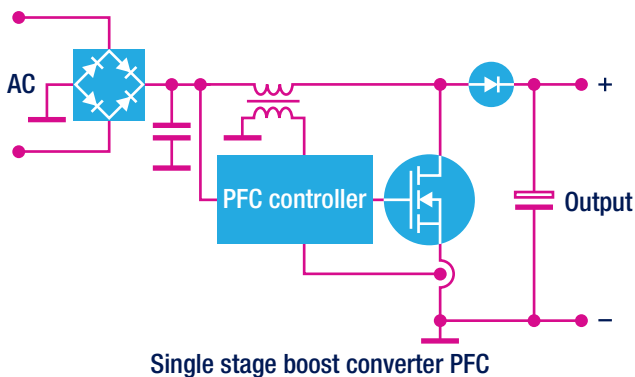 AC
+
PFC controller
Output
−
Single stage boost converter PFC